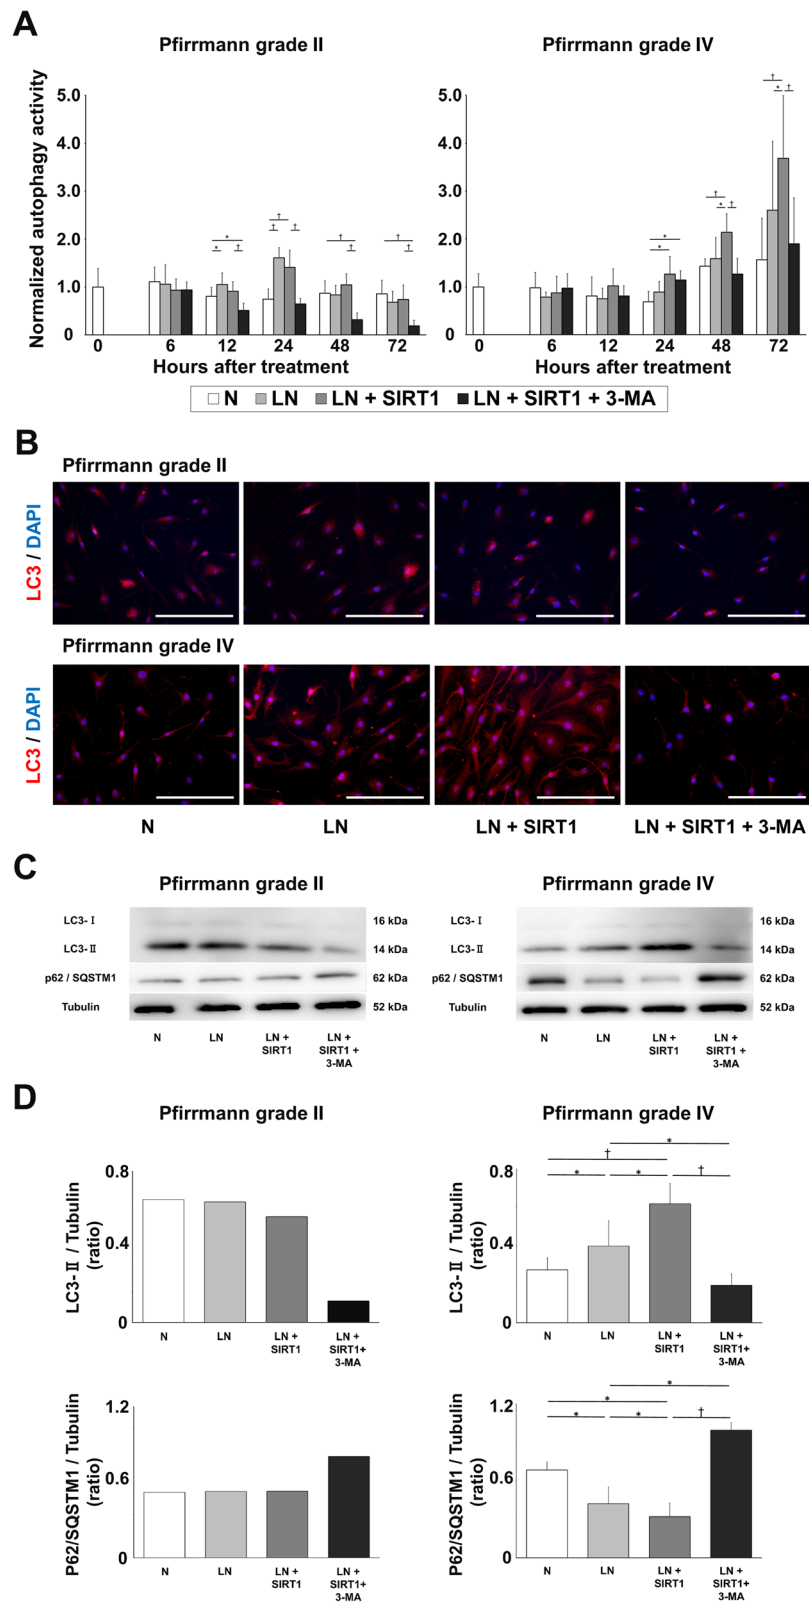 A
Pfirrmann grade Ⅱ
Pfirrmann grade Ⅳ
Normalized autophagy activity
5.0
4.0
3.0
2.0
1.0
0
* * †
† † †
† †
† †
0 6 12 24 48 72
Hours after treatment
5.0
4.0
3.0
2.0
1.0
0
* *
† * †
† * †
0 6 12 24 48 72
Hours after treatment
N LN LN + SIRT1 LN + SIRT1 + 3-MA
B
Pfirrmann grade Ⅱ
LC3 / DAPI
Pfirrmann grade Ⅳ
LC3 / DAPI
N LN LN + SIRT1 LN + SIRT1 + 3-MA
C
Pfirrmann grade Ⅱ
LC3-Ⅰ 16 kDa
LC3-Ⅱ 14 kDa
p62 / SQSTM1 62 kDa
Tubulin 52 kDa
N LN LN + LN +
SIRT1 SIRT1 +
3-MA
Pfirrmann grade Ⅳ
LC3-Ⅰ 16 kDa
LC3-Ⅱ 14 kDa
p62 / SQSTM1 62 kDa
Tubulin 52 kDa
N LN LN + LN +
SIRT1 SIRT1 +
3-MA
D
Pfirrmann grade Ⅱ
LC3-Ⅱ / Tubulin
(ratio)
0.8
0.4
0
N LN LN + LN +
SIRT1 SIRT1+
3-MA
Pfirrmann grade Ⅳ
LC3-Ⅱ / Tubulin
(ratio)
0.8
0.4
0
*
†
* * †
N LN LN + LN +
SIRT1 SIRT1+
3-MA
P62/SQSTM1 / Tubulin
(ratio)
1.2
0.6
0
N LN LN + LN +
SIRT1 SIRT1+
3-MA
P62/SQSTM1 / Tubulin
(ratio)
1.2
0.6
0
*
*
* * †
N LN LN + LN +
SIRT1 SIRT1+
3-MA